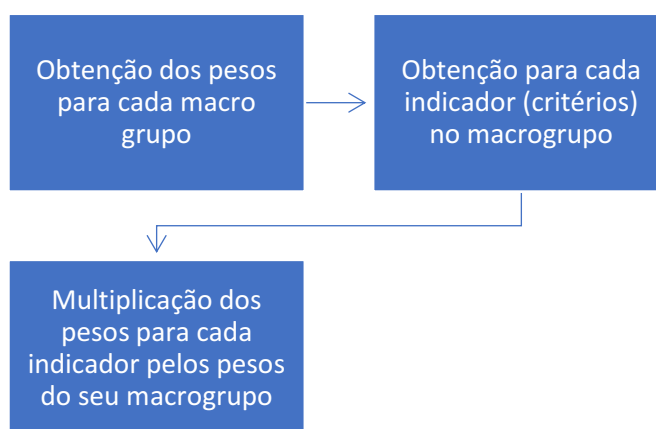 Obtenção dos pesos
para cada macro
grupo
Obtenção para cada
indicador (critérios)
no macrogrupo
Multiplicação dos
pesos para cada
indicador pelos pesos
do seu macrogrupo